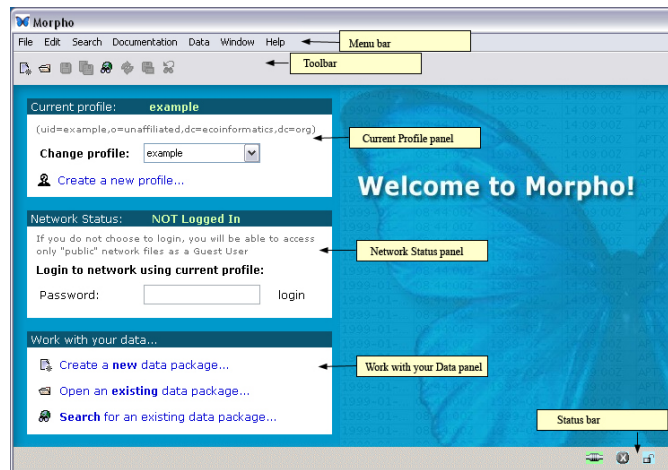 Morpho
File Edit Search Documentation Data Window Help
Menu bar
Toolbar
Current profile: example
(uid=example,o=unaffiliated,dc=ecoinformatics,dc=org)
Current Profile panel
Change profile: example
Create a new profile...
Welcome to Morpho!
Network Status: NOT Logged In
If you do not choose to login, you will be able to access
only "public" network files as a Guest User
Network Status panel
Login to network using current profile:
Password: login
Work with your data...
Create a new data package...
Work with your Data panel
Open an existing data package...
Search for an existing data package...
Status bar